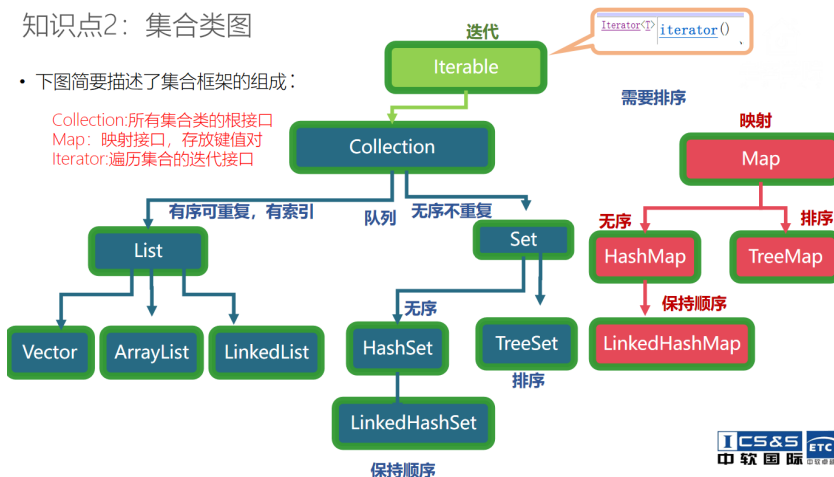 知识点2：集合类图
迭代
Iterator<T> iterator()
、
Iterable
• 下图简要描述了集合框架的组成：
需要排序
Collection:所有集合类的根接口
Map：映射接口，存放键值对
Iterator:遍历集合的迭代接口
映射
Collection
Map
有序可重复，有索引
队列
无序不重复
无序
排序
List
Set
HashMap
TreeMap
无序
保持顺序
Vector
ArrayList
LinkedList
HashSet
TreeSet
LinkedHashMap
排序
LinkedHashSet
保持顺序
ICS&S
中软国际
ETC
中软卓越